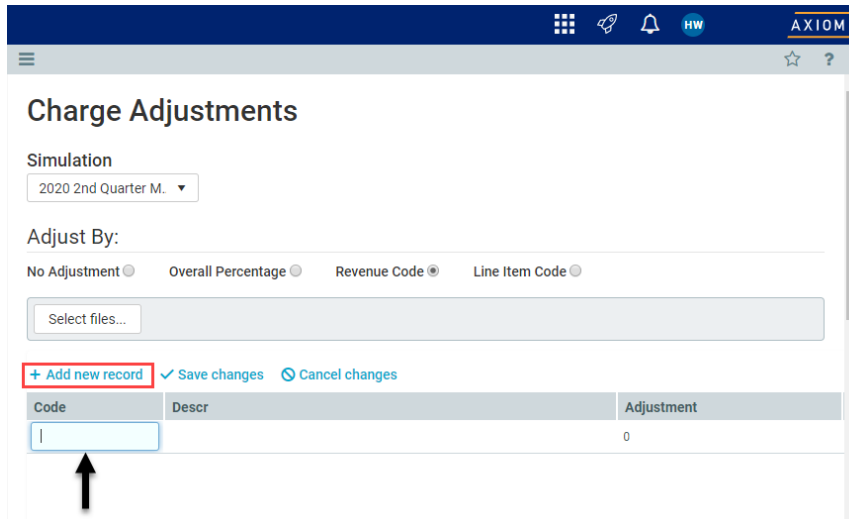 HW AXIOM
?
Charge Adjustments
Simulation
2020 2nd Quarter M.
Adjust By:
No Adjustment Overall Percentage Revenue Code Line Item Code
Select files...
+ Add new record Save changes Cancel changes
Code Descr Adjustment
0